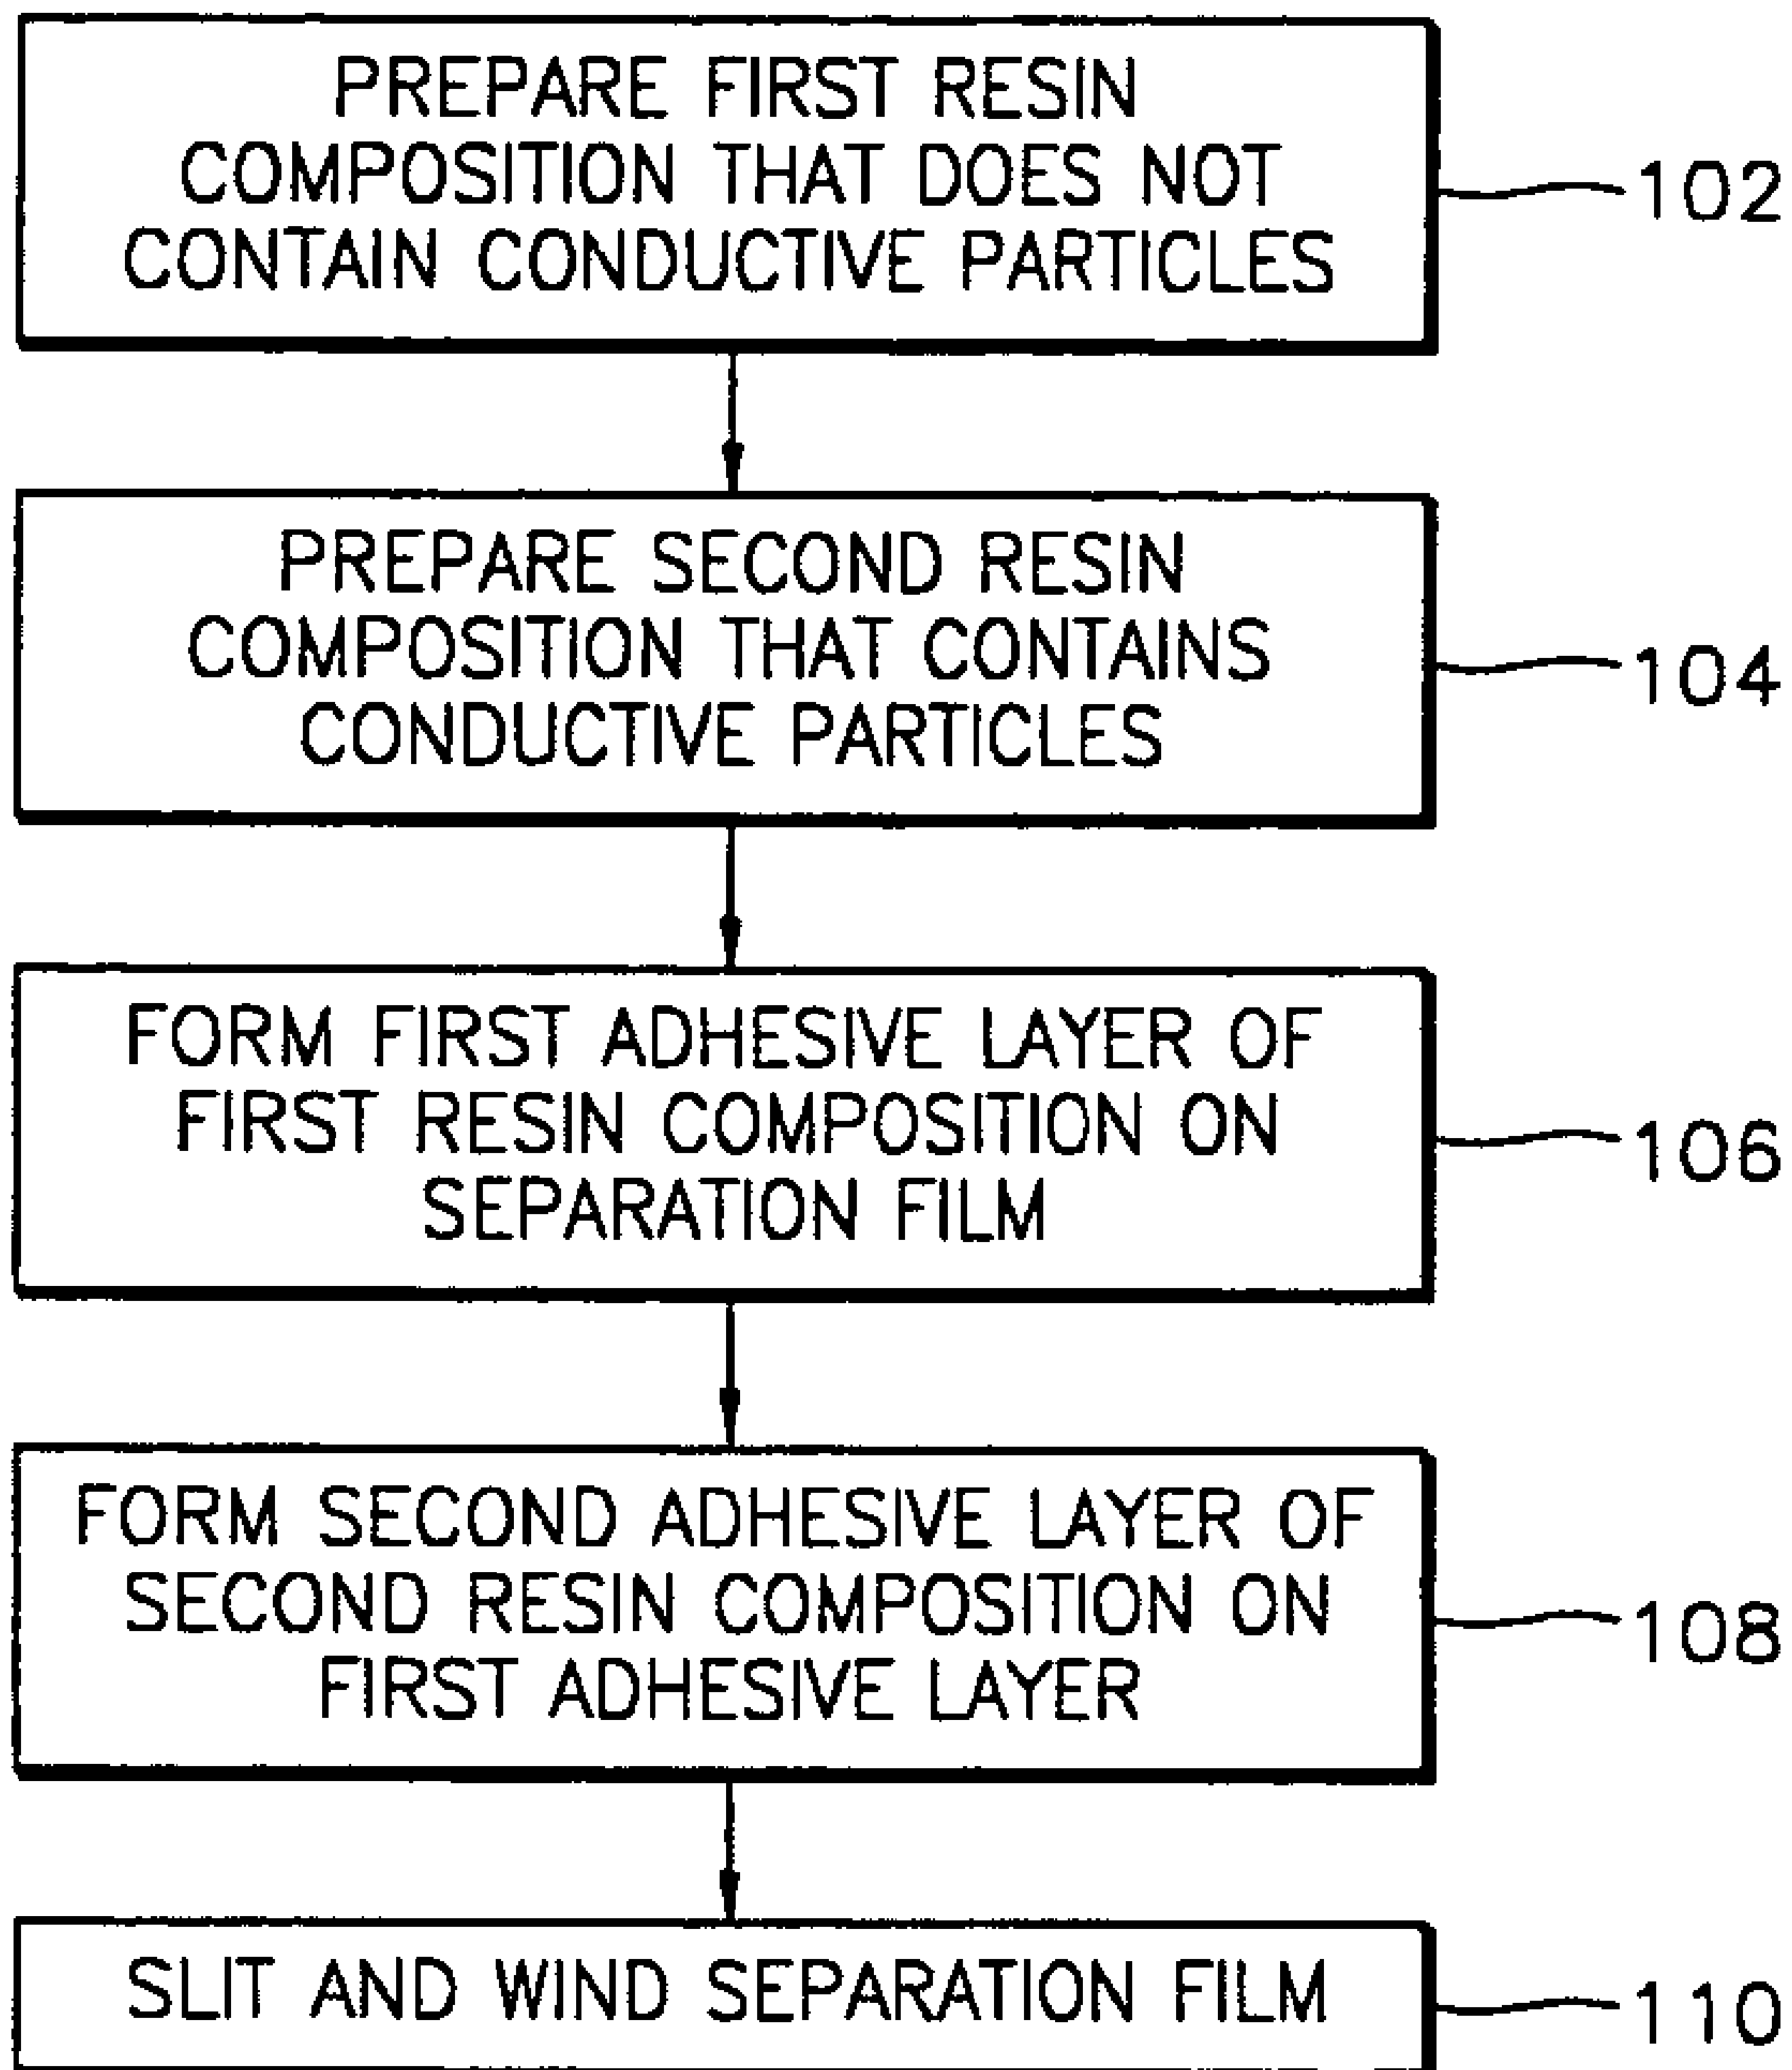 PREPARE FIRST RESIN
COMPOSITION THAT DOES NOT
CONTAIN CONDUCTIVE PARTICLES
102
PREPARE SECOND RESIN
COMPOSITION THAT CONTAINS
CONDUCTIVE PARTICLES
104
FORM FIRST ADHESIVE LAYER OF
FIRST RESIN COMPOSITION ON
SEPARATION FILM
106
FORM SECOND ADHESIVE LAYER OF
SECOND RESIN COMPOSITION ON
FIRST ADHESIVE LAYER
108
SLIT AND WIND SEPARATION FILM
110